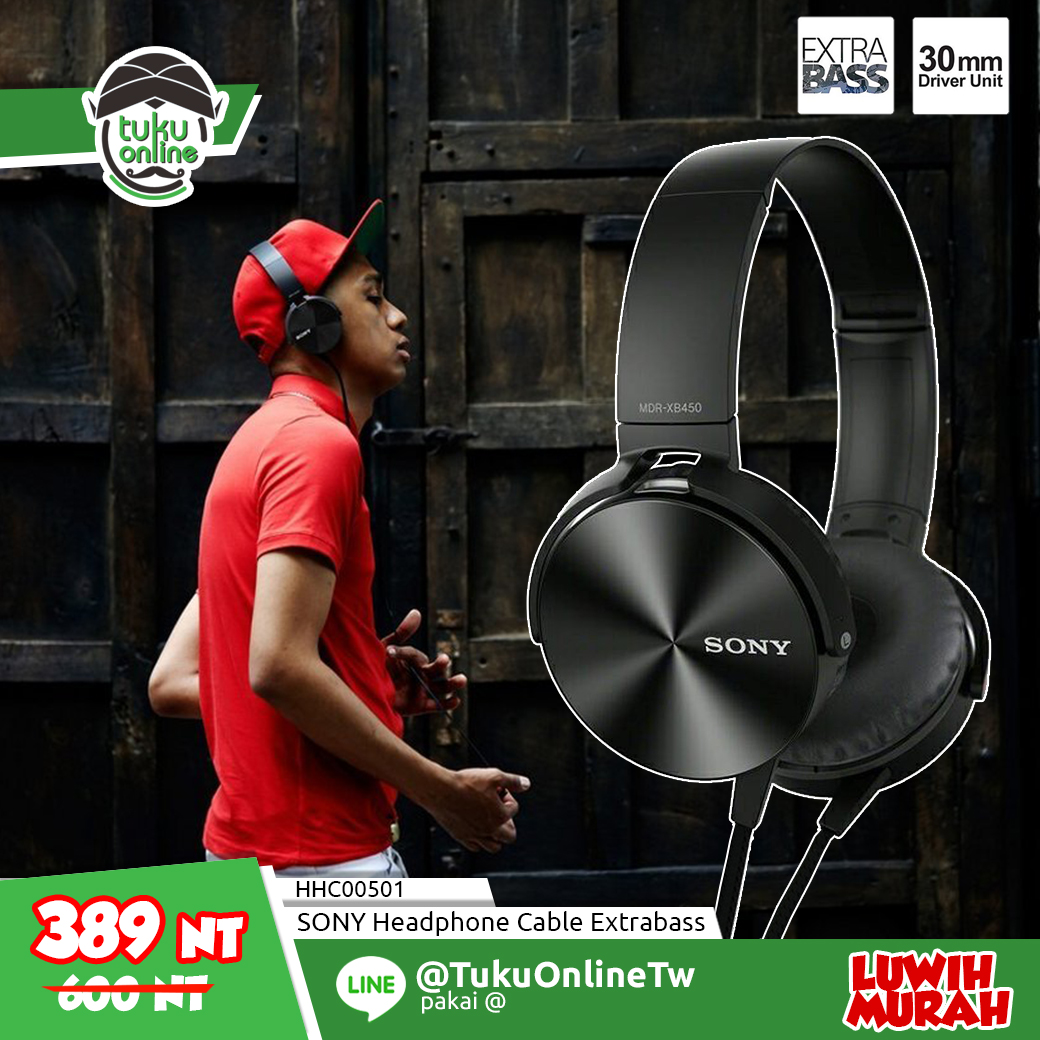 tuku
online
EXTRA
BASS
30mm
Driver Unit
SONY
MDR-XB450
L
SONY
HHC00501
SONY Headphone Cable Extrabass
389 NT
600 NT
LINE
@TukuOnlineTw
pakai @
LUWIH
MURAH